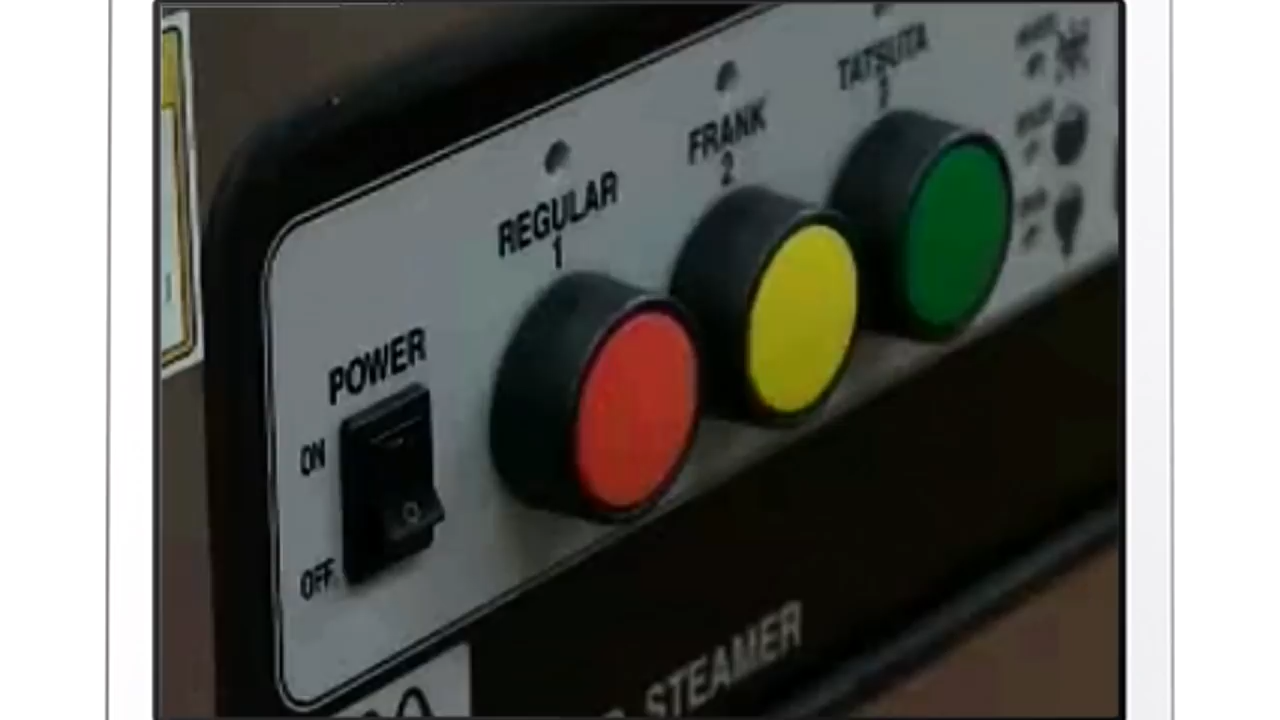 TATSUTA
3
FRANK
2
REGULAR
1
POWER
ON
OFF
STEAMER